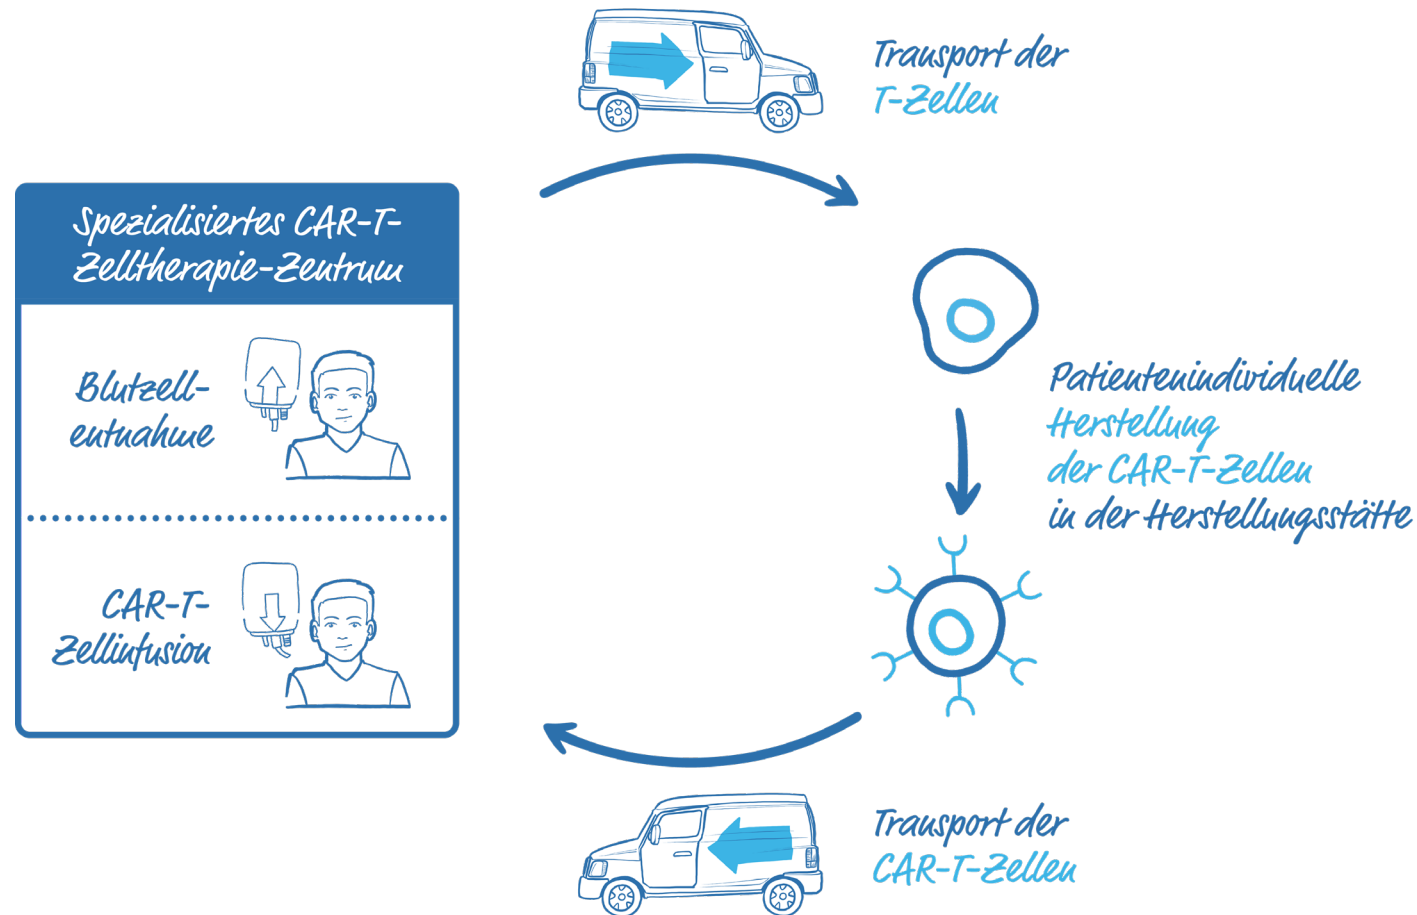 Transport der
T-Zellen
Spezialisiertes CAR-T-
Zelltherapie-Zentrum
Blutzell-
entnahme
Patientenindividuelle
Herstellung
der CAR-T-Zellen
in der Herstellungsstätte
CAR-T-
Zellinfusion
Transport der
CAR-T-Zellen